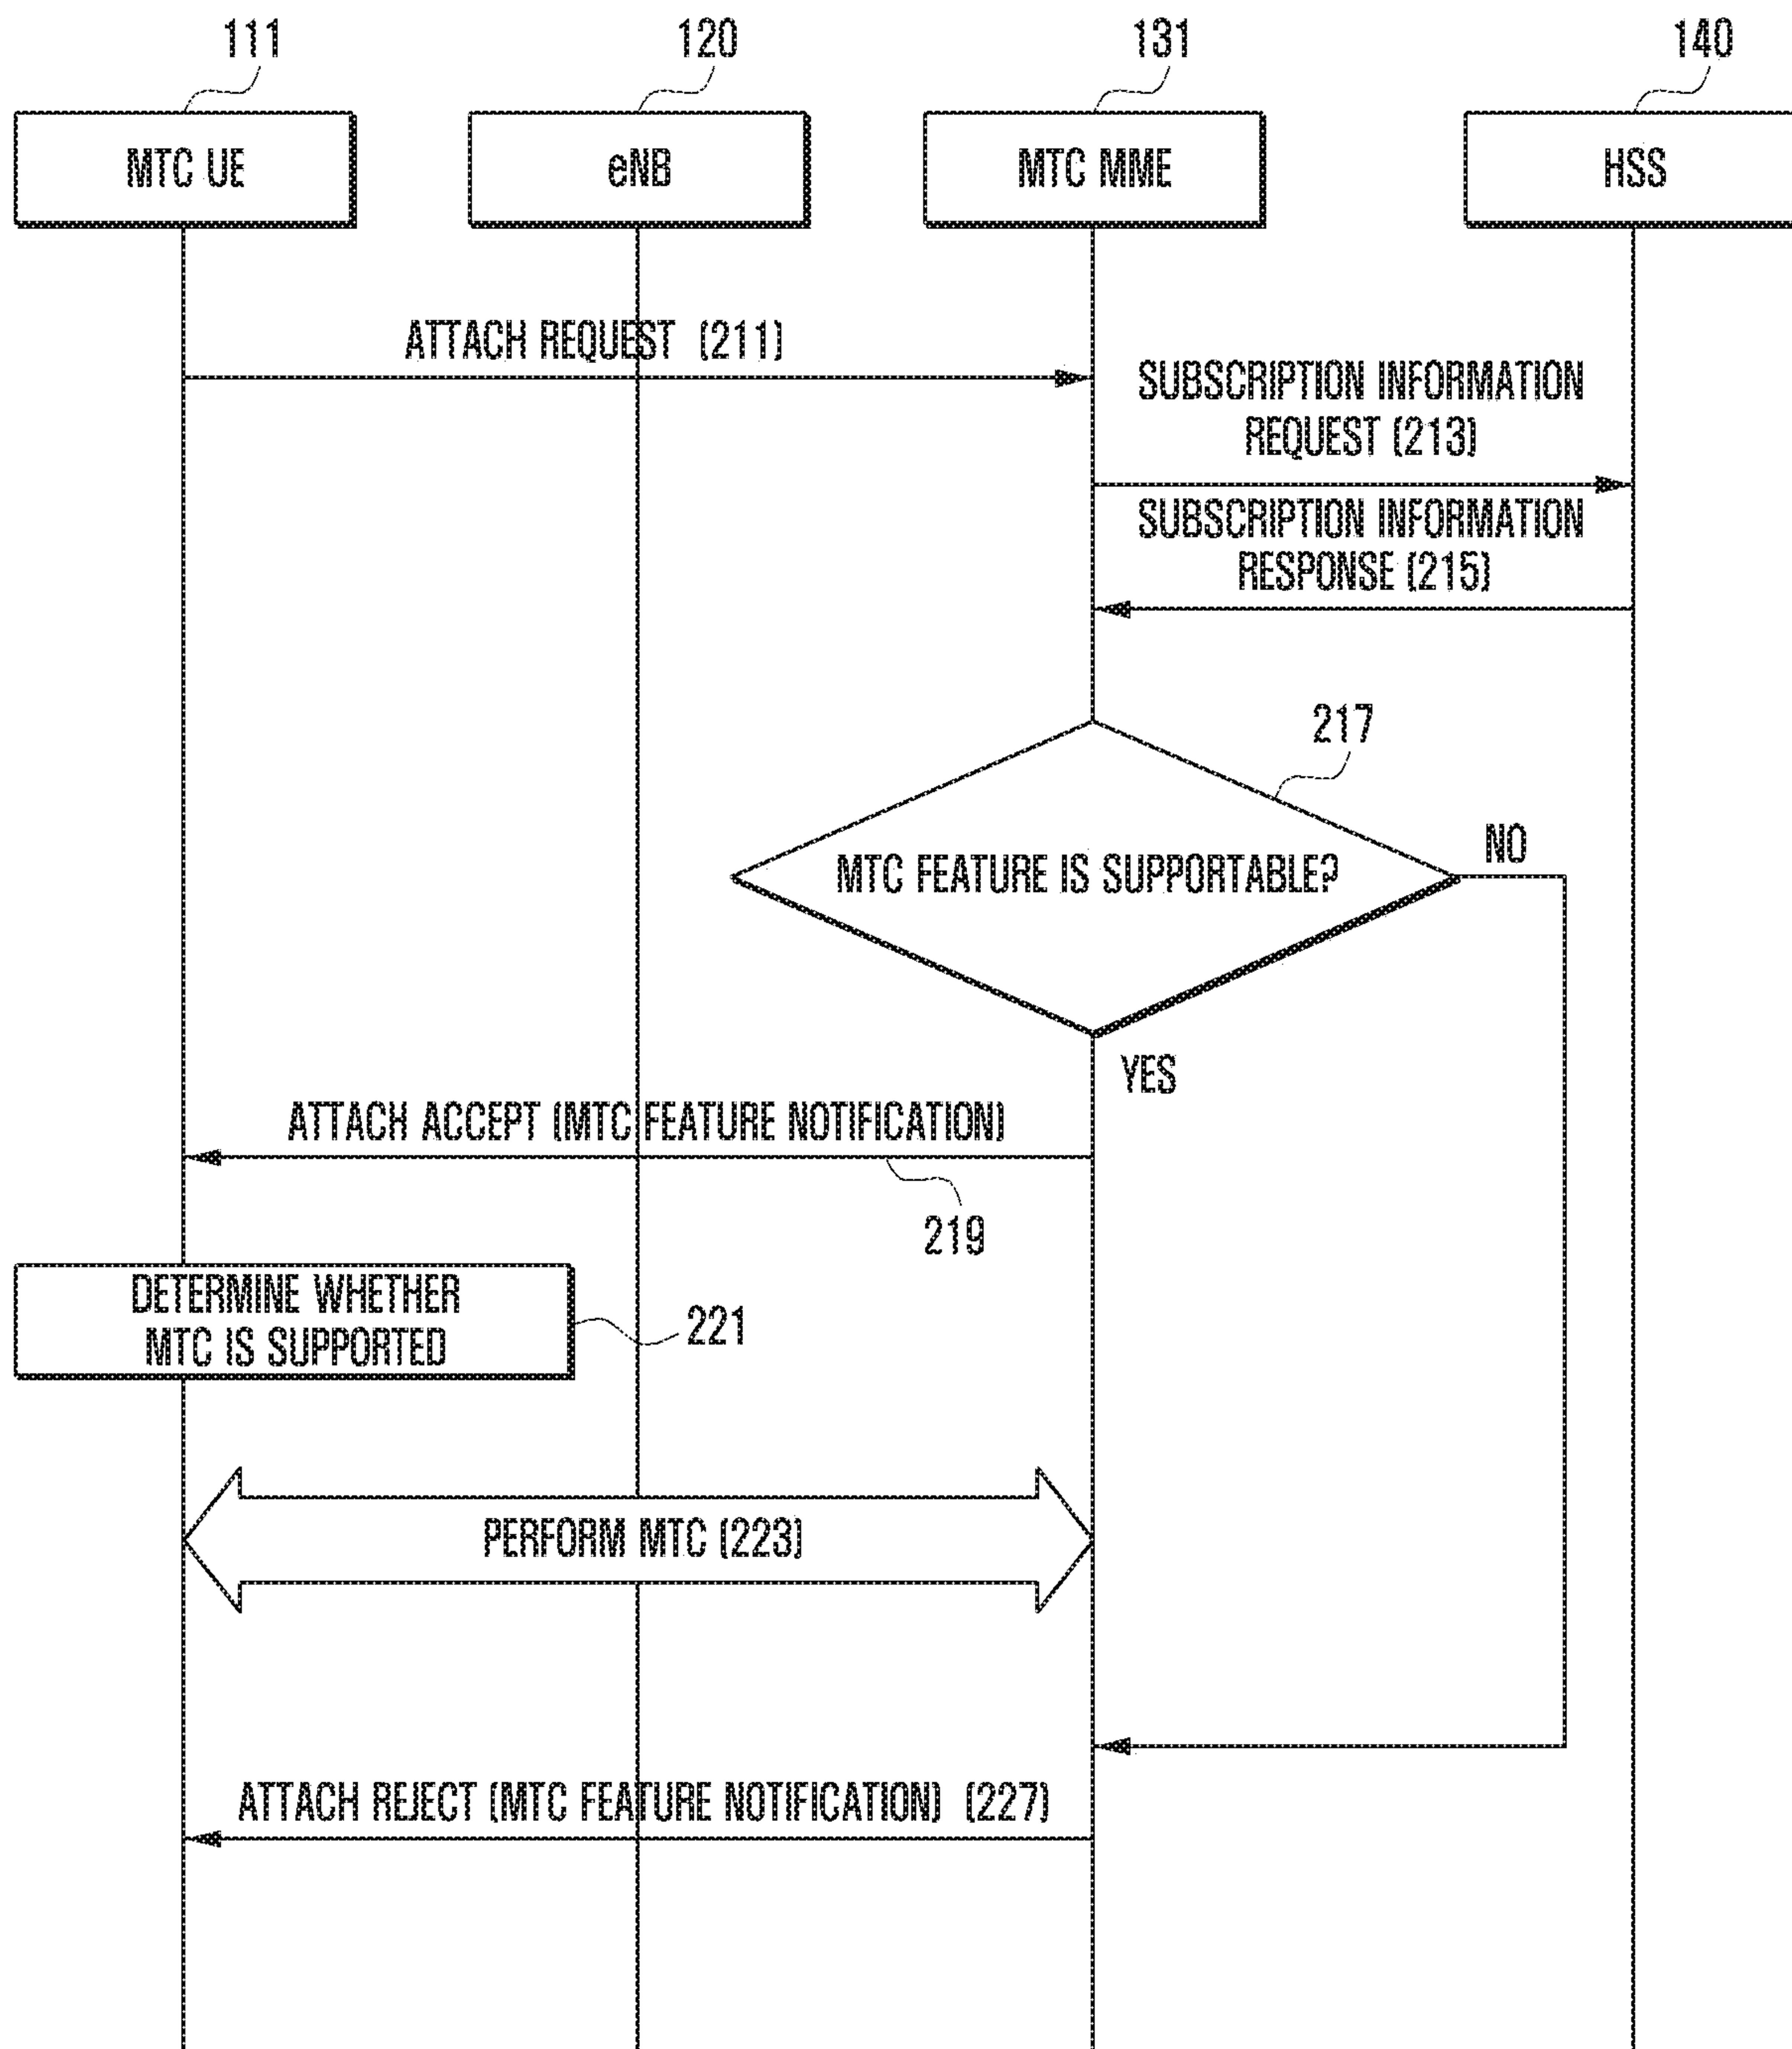 111
120
131
140
MTC UE
eNB
MTC MME
HSS
ATTACH REQUEST (211)
SUBSCRIPTION INFORMATION
REQUEST (213)
SUBSCRIPTION INFORMATION
RESPONSE (215)
217
NO
MTC FEATURE IS SUPPORTABLE?
YES
ATTACH ACCEPT (MTC FEATURE NOTIFICATION)
219
DETERMINE WHETHER
MTC IS SUPPORTED
221
PERFORM MTC (223)
ATTACH REJECT (MTC FEATURE NOTIFICATION) (227)